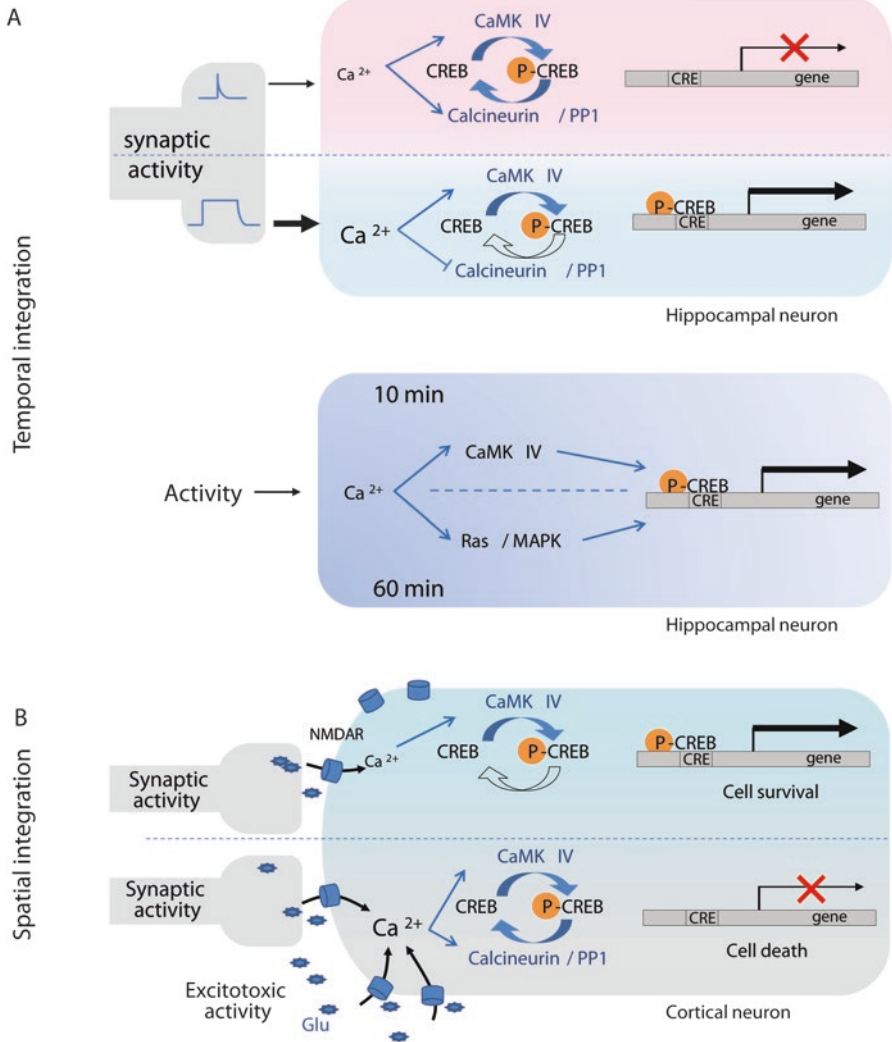 A
Temporal integration
synaptic
activity
Ca 2+
CaMK IV
CREB
P-CREB
Calcineurin / PP1
CRE
gene
Ca 2+
CaMK IV
CREB
P-CREB
Calcineurin / PP1
P-CREB
CRE
gene
Hippocampal neuron
10 min
Activity
Ca 2+
CaMK IV
Ras / MAPK
P-CREB
CRE
gene
60 min
Hippocampal neuron
B
Spatial integration
Synaptic
activity
NMDAR
Ca 2+
CaMK IV
CREB
P-CREB
P-CREB
CRE
gene
Cell survival
Synaptic
activity
Ca 2+
CaMK IV
CREB
P-CREB
Calcineurin / PP1
CRE
gene
Cell death
Excitotoxic
activity
Glu
Cortical neuron